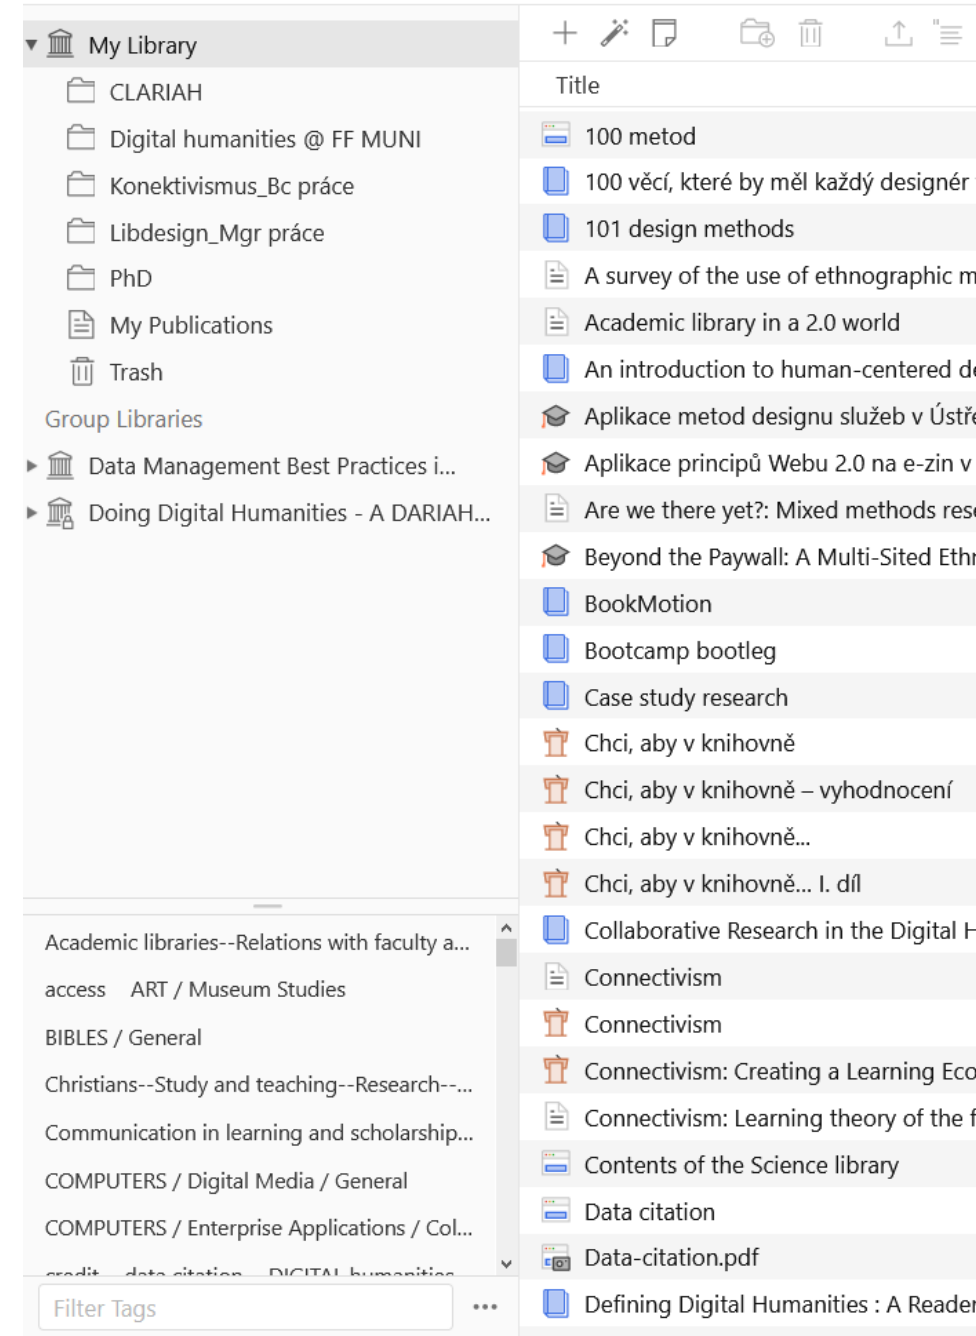 My Library
CLARIAH
Digital humanities @ FF MUNI
Konektivismus_Bc práce
Libdesign_Mgr práce
PhD
My Publications
Trash
Group Libraries
Data Management Best Practices i...
Doing Digital Humanities - A DARIAH...
Academic libraries--Relations with faculty a...
access ART / Museum Studies
BIBLES / General
Christians--Study and teaching--Research--...
Communication in learning and scholarship...
COMPUTERS / Digital Media / General
COMPUTERS / Enterprise Applications / Col...
credit data citation DIGITAL humanities
Filter Tags
Title
100 metod
100 věcí, které by měl každý designér
101 design methods
A survey of the use of ethnographic m
Academic library in a 2.0 world
An introduction to human-centered de
Aplikace metod designu služeb v Ústře
Aplikace principů Webu 2.0 na e-zin v
Are we there yet?: Mixed methods rese
Beyond the Paywall: A Multi-Sited Ethn
BookMotion
Bootcamp bootleg
Case study research
Chci, aby v knihovně
Chci, aby v knihovně – vyhodnocení
Chci, aby v knihovně...
Chci, aby v knihovně... I. díl
Collaborative Research in the Digital H
Connectivism
Connectivism
Connectivism: Creating a Learning Eco
Connectivism: Learning theory of the f
Contents of the Science library
Data citation
Data-citation.pdf
Defining Digital Humanities : A Reader